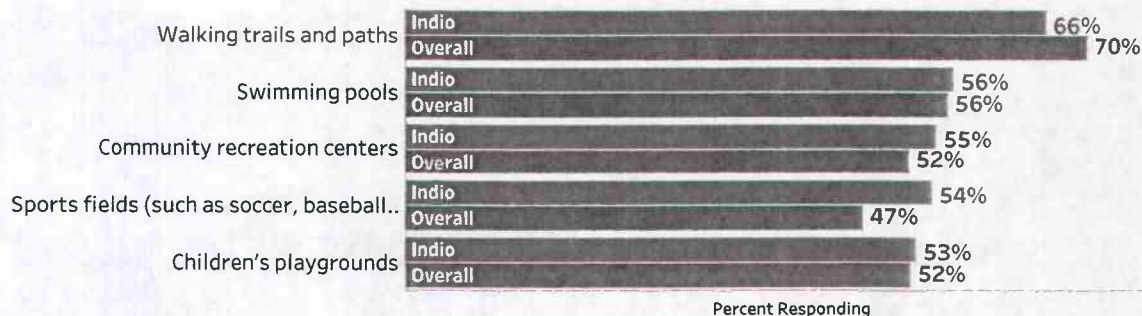 Walking trails and paths
Indio 66%
Overall 70%
Swimming pools
Indio 56%
Overall 56%
Community recreation centers
Indio 55%
Overall 52%
Sports fields (such as soccer, baseball..
Indio 54%
Overall 47%
Children's playgrounds
Indio 53%
Overall 52%
Percent Responding